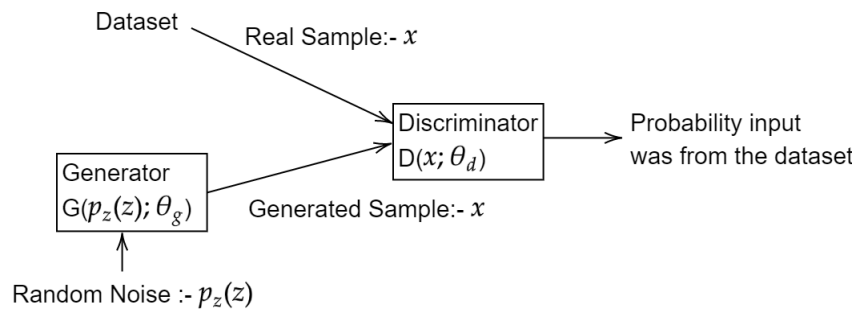 Dataset
Real Sample:- x
Discriminator
D(x; θ_d)
Probability input
was from the dataset
Generator
G(p_z(z); θ_g)
Generated Sample:- x
Random Noise :- p_z(z)